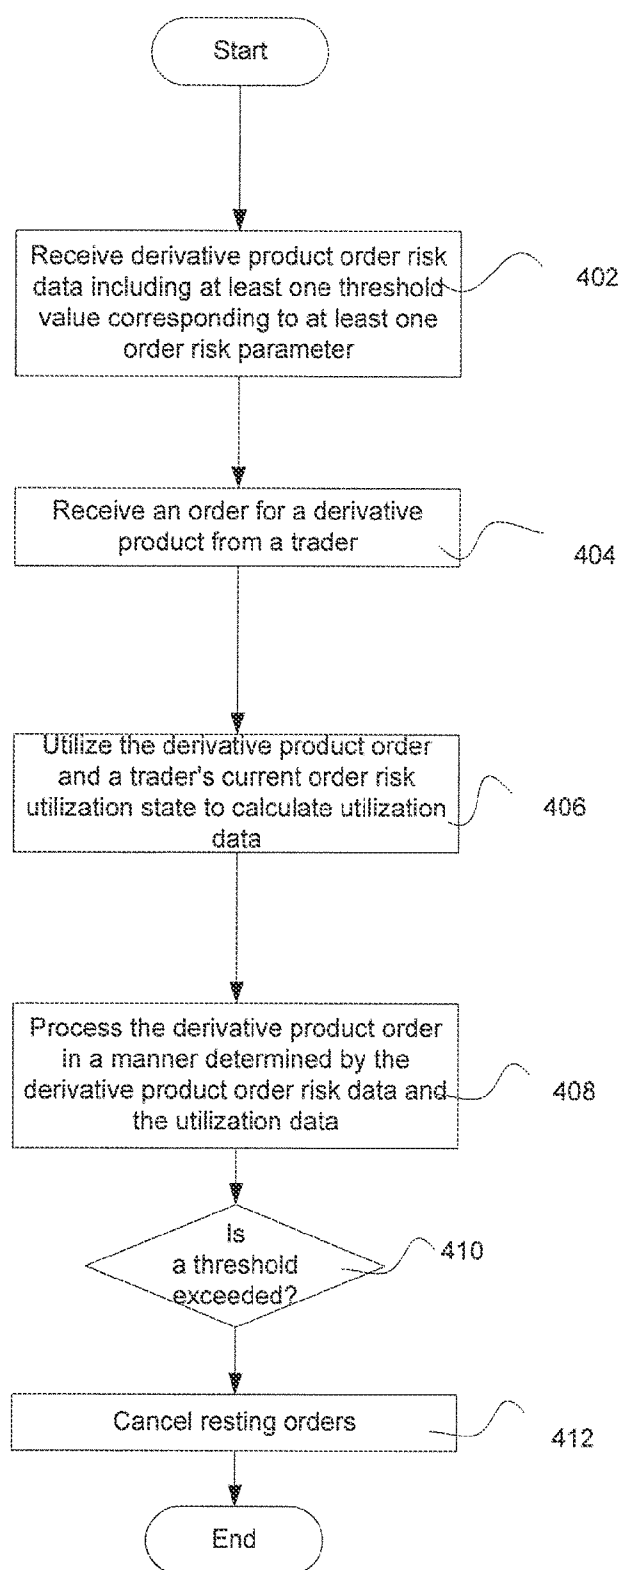 Start
Receive derivative product order risk
data including at least one threshold
value corresponding to at least one
order risk parameter
402
Receive an order for a derivative
product from a trader
404
Utilize the derivative product order
and a trader's current order risk
utilization state to calculate utilization
data
406
Process the derivative product order
in a manner determined by the
derivative product order risk data and
the utilization data
408
Is
a threshold
exceeded?
410
Cancel resting orders
412
End